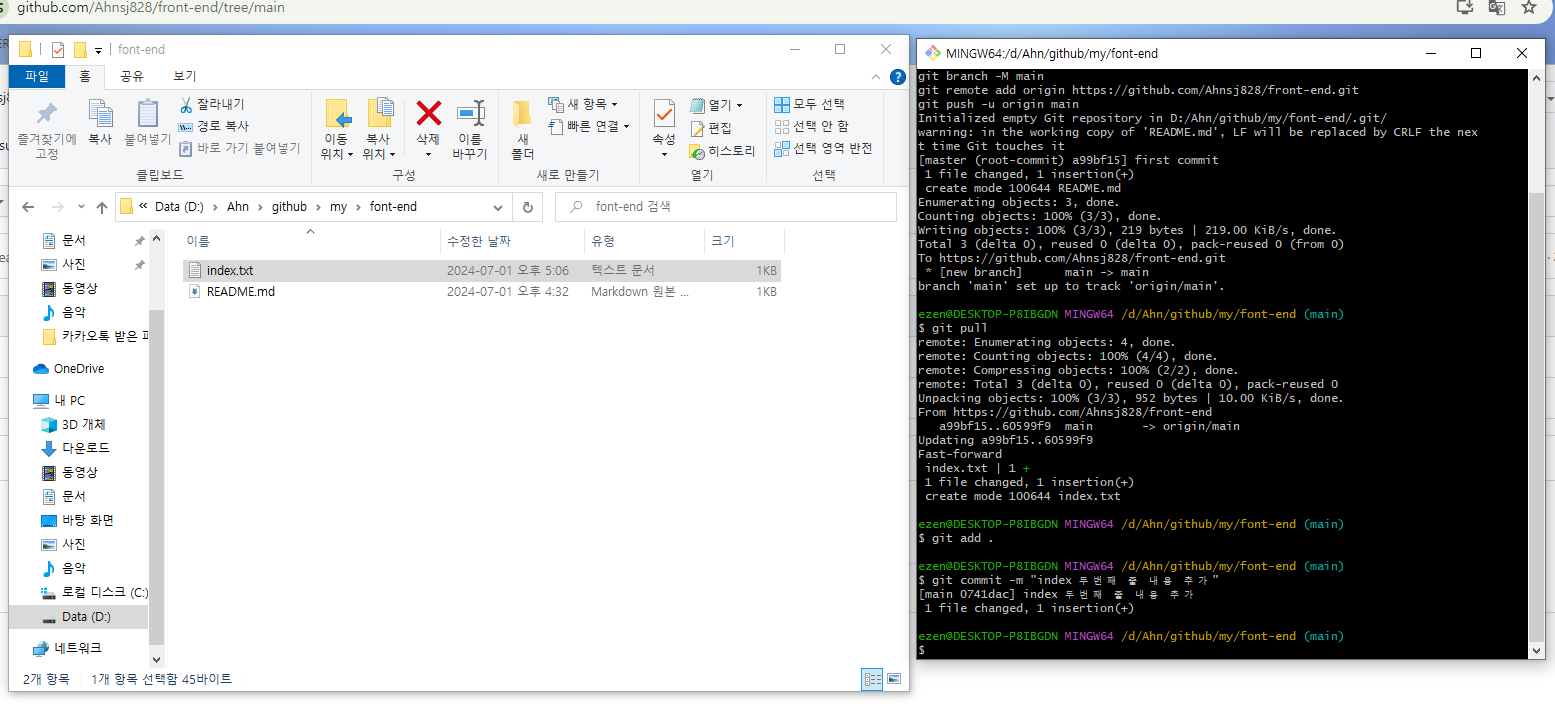 github.com/Ahnsj828/front-end/tree/main
font-end
파일
홈
공유
보기
즐겨찾기에
고정
복사
붙여넣기
잘라내기
경로 복사
바로 가기 붙여넣기
클립보드
이동
위치
복사
위치
삭제
이름
바꾸기
구성
새
폴더
새 항목
빠른 연결
새로 만들기
속성
열기
편집
히스토리
열기
모두 선택
선택 안 함
선택 영역 반전
선택
« Data (D:) › Ahn › github › my › font-end
font-end 검색
문서
사진
동영상
음악
카카오톡 받은 파
OneDrive
내 PC
3D 개체
다운로드
동영상
문서
바탕 화면
사진
음악
로컬 디스크 (C:)
Data (D:)
네트워크
이름 수정한 날짜 유형 크기
index.txt 2024-07-01 오후 5:06 텍스트 문서 1KB
README.md 2024-07-01 오후 4:32 Markdown 원본 ... 1KB
2개 항목 1개 항목 선택함 45바이트
MINGW64:/d/Ahn/github/my/font-end
git branch -M main
git remote add origin https://github.com/Ahnsj828/front-end.git
git push -u origin main
Initialized empty Git repository in D:/Ahn/github/my/font-end/.git/
warning: in the working copy of 'README.md', LF will be replaced by CRLF the nex
t time Git touches it
[master (root-commit) a99bf15] first commit
1 file changed, 1 insertion(+)
create mode 100644 README.md
Enumerating objects: 3, done.
Counting objects: 100% (3/3), done.
Writing objects: 100% (3/3), 219 bytes | 219.00 KiB/s, done.
Total 3 (delta 0), reused 0 (delta 0), pack-reused 0 (from 0)
To https://github.com/Ahnsj828/front-end.git
* [new branch] main -> main
branch 'main' set up to track 'origin/main'.
ezen@DESKTOP-P8IBGDN MINGW64 /d/Ahn/github/my/font-end (main)
$ git pull
remote: Enumerating objects: 4, done.
remote: Counting objects: 100% (4/4), done.
remote: Compressing objects: 100% (2/2), done.
remote: Total 3 (delta 0), reused 0 (delta 0), pack-reused 0
Unpacking objects: 100% (3/3), 952 bytes | 10.00 KiB/s, done.
From https://github.com/Ahnsj828/front-end
a99bf15..60599f9 main -> origin/main
Updating a99bf15..60599f9
Fast-forward
index.txt | 1 +
1 file changed, 1 insertion(+)
create mode 100644 index.txt
ezen@DESKTOP-P8IBGDN MINGW64 /d/Ahn/github/my/font-end (main)
$ git add .
ezen@DESKTOP-P8IBGDN MINGW64 /d/Ahn/github/my/font-end (main)
$ git commit -m "index 두번째 줄 내용 추가"
[main 0741dac] index 두번째 줄 내용 추가
1 file changed, 1 insertion(+)
ezen@DESKTOP-P8IBGDN MINGW64 /d/Ahn/github/my/font-end (main)
$